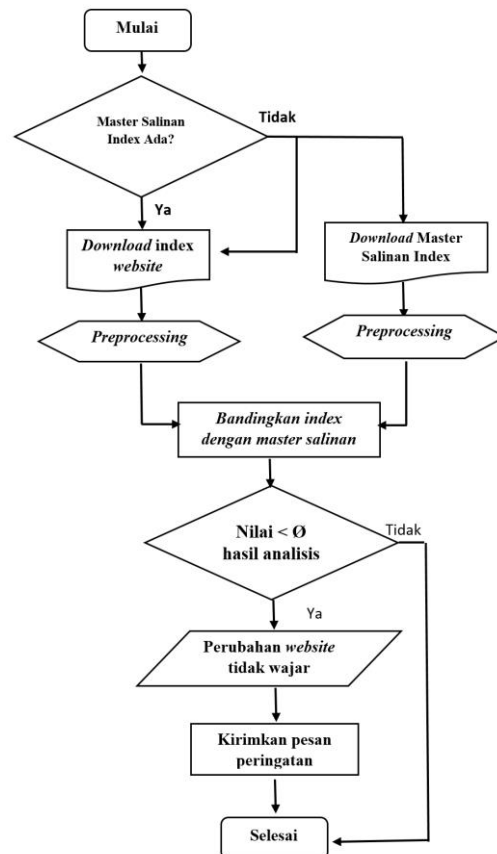 Mulai
Master Salinan
Index Ada?
Tidak
Ya
Download index
website
Download Master
Salinan Index
Preprocessing
Preprocessing
Bandingkan index
dengan master salinan
Nilai < Ø
hasil analisis
Tidak
Ya
Perubahan website
tidak wajar
Kirimkan pesan
peringatan
Selesai